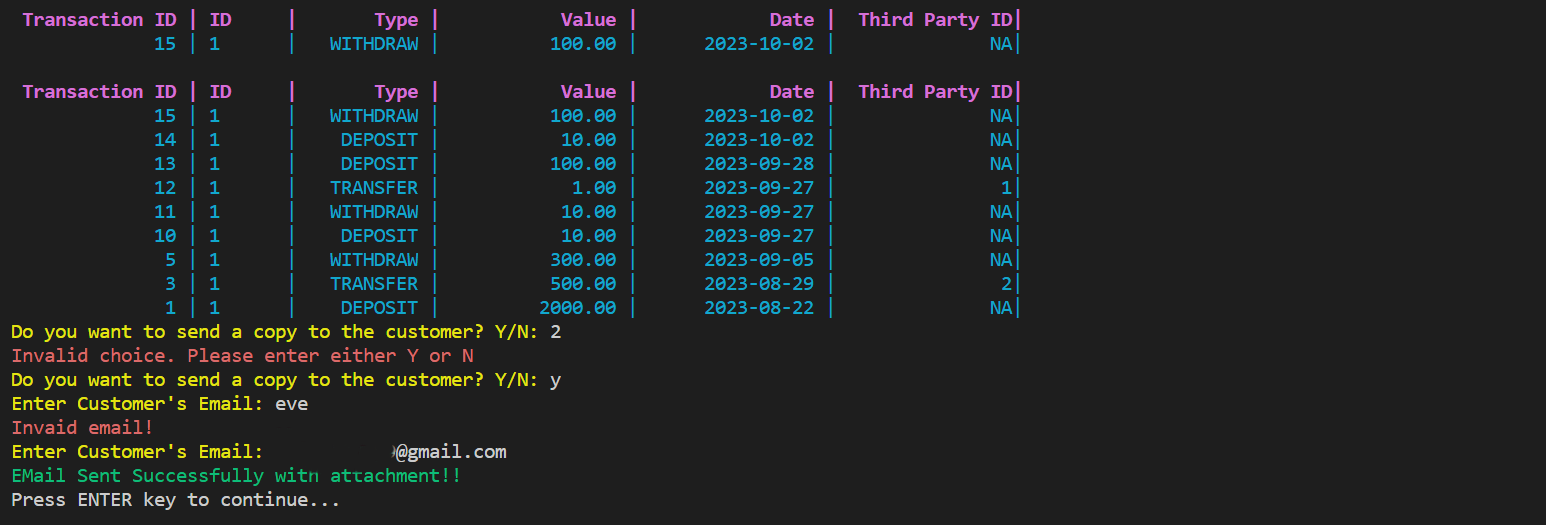 Transaction ID | ID | Type | Value | Date | Third Party ID|
15 | 1 | WITHDRAW | 100.00 | 2023-10-02 | NA|
Transaction ID | ID | Type | Value | Date | Third Party ID|
15 | 1 | WITHDRAW | 100.00 | 2023-10-02 | NA|
14 | 1 | DEPOSIT | 10.00 | 2023-10-02 | NA|
13 | 1 | DEPOSIT | 100.00 | 2023-09-28 | NA|
12 | 1 | TRANSFER | 1.00 | 2023-09-27 | 1|
11 | 1 | WITHDRAW | 10.00 | 2023-09-27 | NA|
10 | 1 | DEPOSIT | 10.00 | 2023-09-27 | NA|
5 | 1 | WITHDRAW | 300.00 | 2023-09-05 | NA|
3 | 1 | TRANSFER | 500.00 | 2023-08-29 | 2|
1 | 1 | DEPOSIT | 2000.00 | 2023-08-22 | NA|
Do you want to send a copy to the customer? Y/N: 2
Invalid choice. Please enter either Y or N
Do you want to send a copy to the customer? Y/N: y
Enter Customer's Email: eve
Invaid email!
Enter Customer's Email: @gmail.com
EMail Sent Successfully with attachment!!
Press ENTER key to continue...